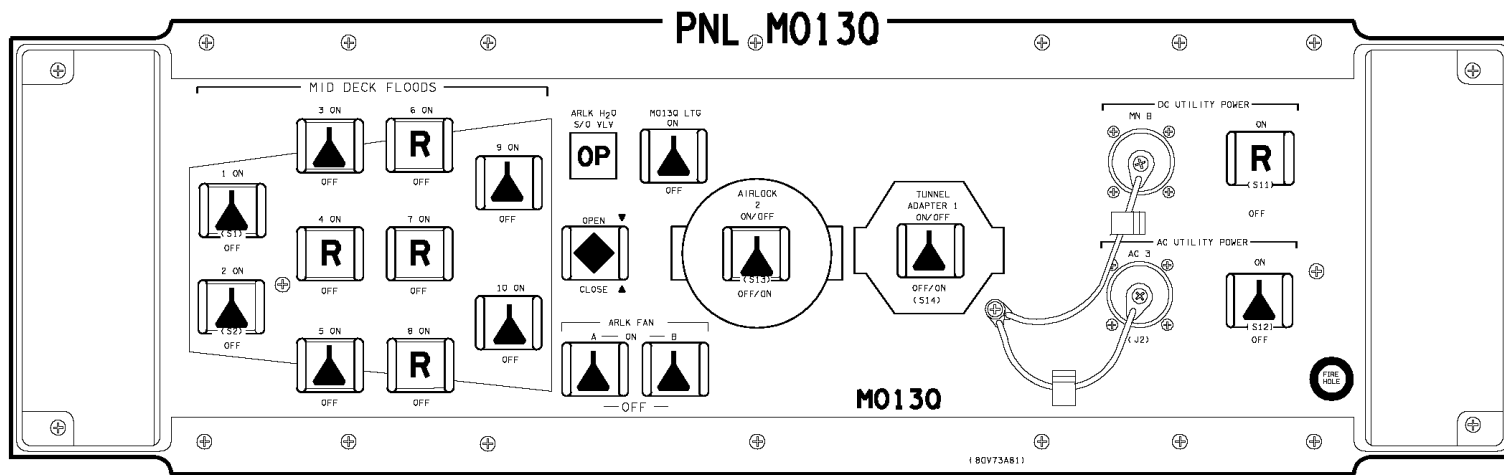 PNL MO13Q
MID DECK FLOODS
1 ON
(S1)
OFF
2 ON
(S2)
OFF
3 ON
OFF
4 ON
R
OFF
5 ON
OFF
6 ON
R
OFF
7 ON
R
OFF
8 ON
R
OFF
9 ON
OFF
10 ON
OFF
ARLK H2O
S/O VLV
OP
OPEN
CLOSE
MO13Q LTG
ON
OFF
ARLK FAN
A — ON — B
OFF
AIRLOCK
2
ON/OFF
(S13)
OFF/ON
TUNNEL
ADAPTER 1
ON/OFF
OFF/ON
(S14)
DC UTILITY POWER
MN B
ON
R
(S11)
OFF
AC UTILITY POWER
AC 3
(J2)
ON
(S12)
OFF
FIRE
HOLE
MO13Q
(80V73A81)